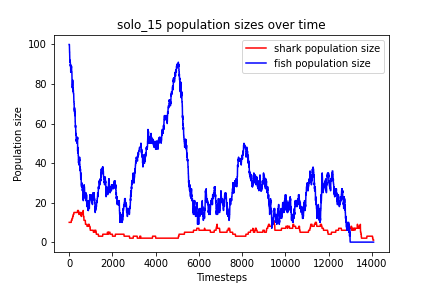 solo_15 population sizes over time
shark population size
fish population size
Population size
100
80
60
40
20
0
0
2000
4000
6000
8000
10000
12000
14000
Timesteps